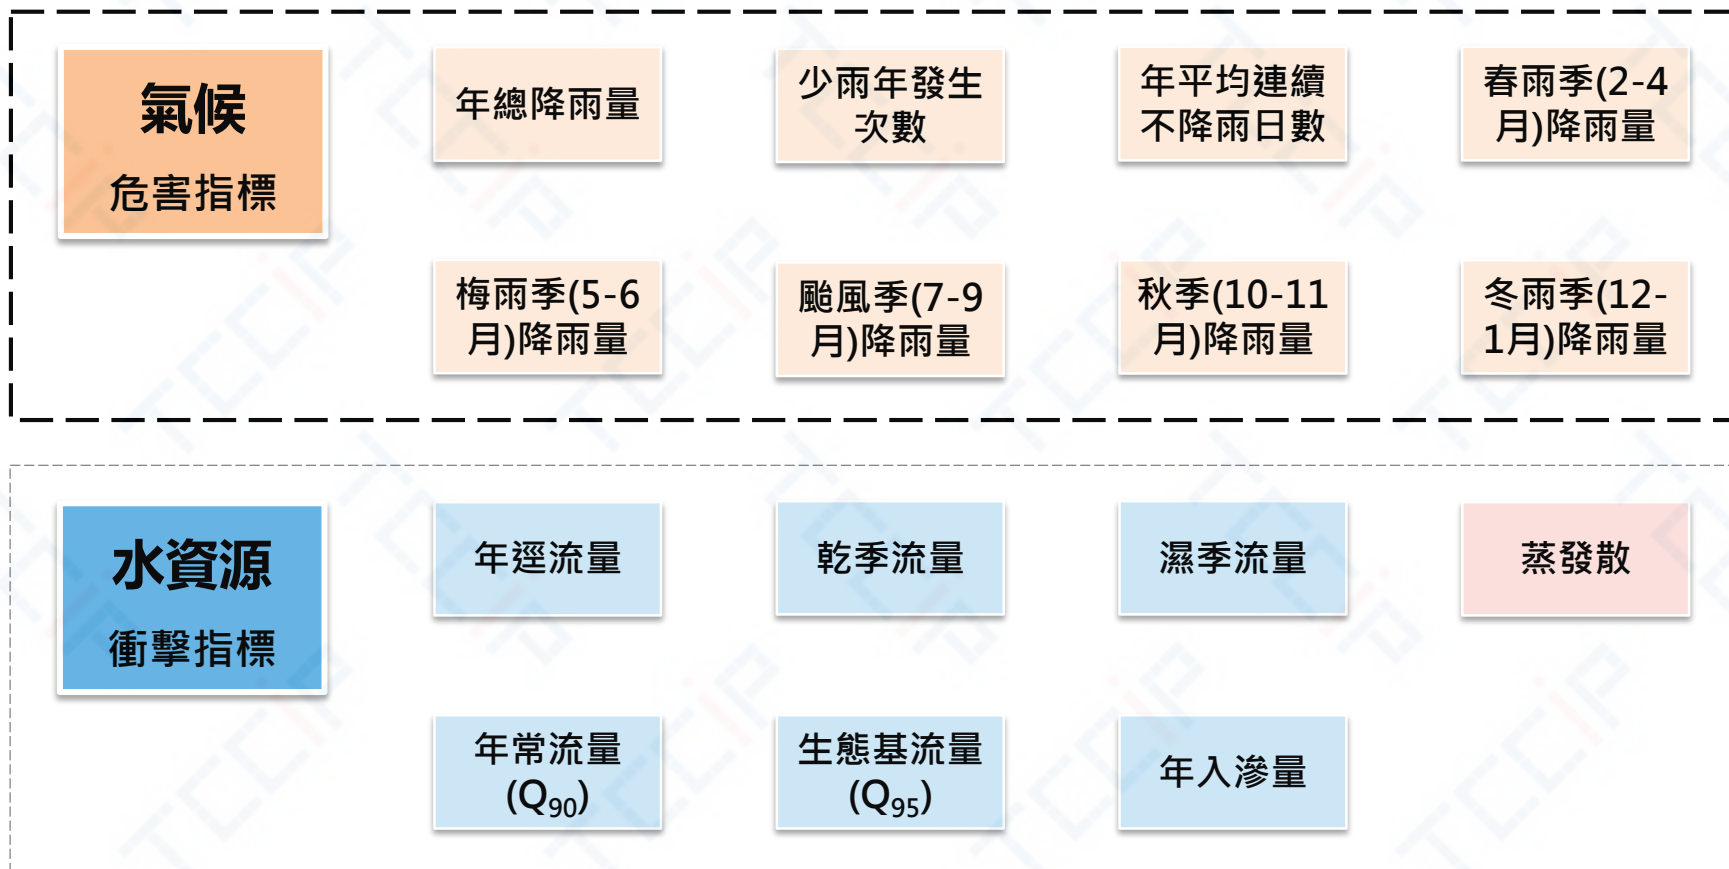 氣候
危害指標
年總降雨量
少雨年發生
次數
年平均連續
不降雨日數
春雨季(2-4
月)降雨量
梅雨季(5-6
月)降雨量
颱風季(7-9
月)降雨量
秋季(10-11
月)降雨量
冬雨季(12-
1月)降雨量
水資源
衝擊指標
年逕流量
乾季流量
濕季流量
蒸發散
年常流量
(Q90)
生態基流量
(Q95)
年入滲量
TCCIP